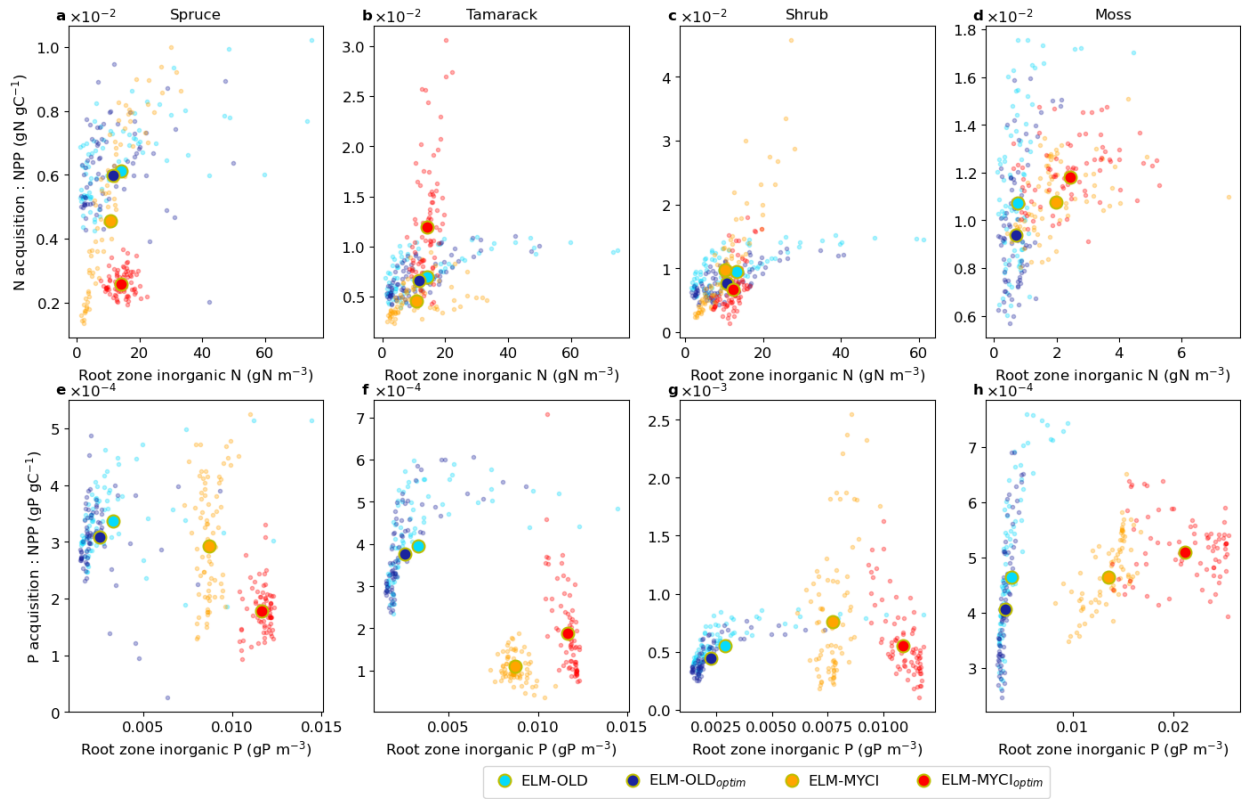 a ×10⁻² Spruce
b ×10⁻² Tamarack
c ×10⁻² Shrub
d ×10⁻² Moss
N acquisition : NPP (gN gC⁻¹)
1.0
0.8
0.6
0.4
0.2
0 20 40 60
Root zone inorganic N (gN m⁻³)
3.0
2.5
2.0
1.5
1.0
0.5
0 20 40 60
Root zone inorganic N (gN m⁻³)
4
3
2
1
0
0 20 40 60
Root zone inorganic N (gN m⁻³)
1.8
1.6
1.4
1.2
1.0
0.8
0.6
0 2 4 6
Root zone inorganic N (gN m⁻³)
e ×10⁻⁴
f ×10⁻⁴
g ×10⁻³
h ×10⁻⁴
P acquisition : NPP (gP gC⁻¹)
5
4
3
2
1
0
0.005 0.010 0.015
Root zone inorganic P (gP m⁻³)
7
6
5
4
3
2
1
0.005 0.010 0.015
Root zone inorganic P (gP m⁻³)
2.5
2.0
1.5
1.0
0.5
0.0
0.0025 0.0050 0.0075 0.0100
Root zone inorganic P (gP m⁻³)
7
6
5
4
3
0.01 0.02
Root zone inorganic P (gP m⁻³)
ELM-OLD ELM-OLDoptim ELM-MYCI ELM-MYCIoptim